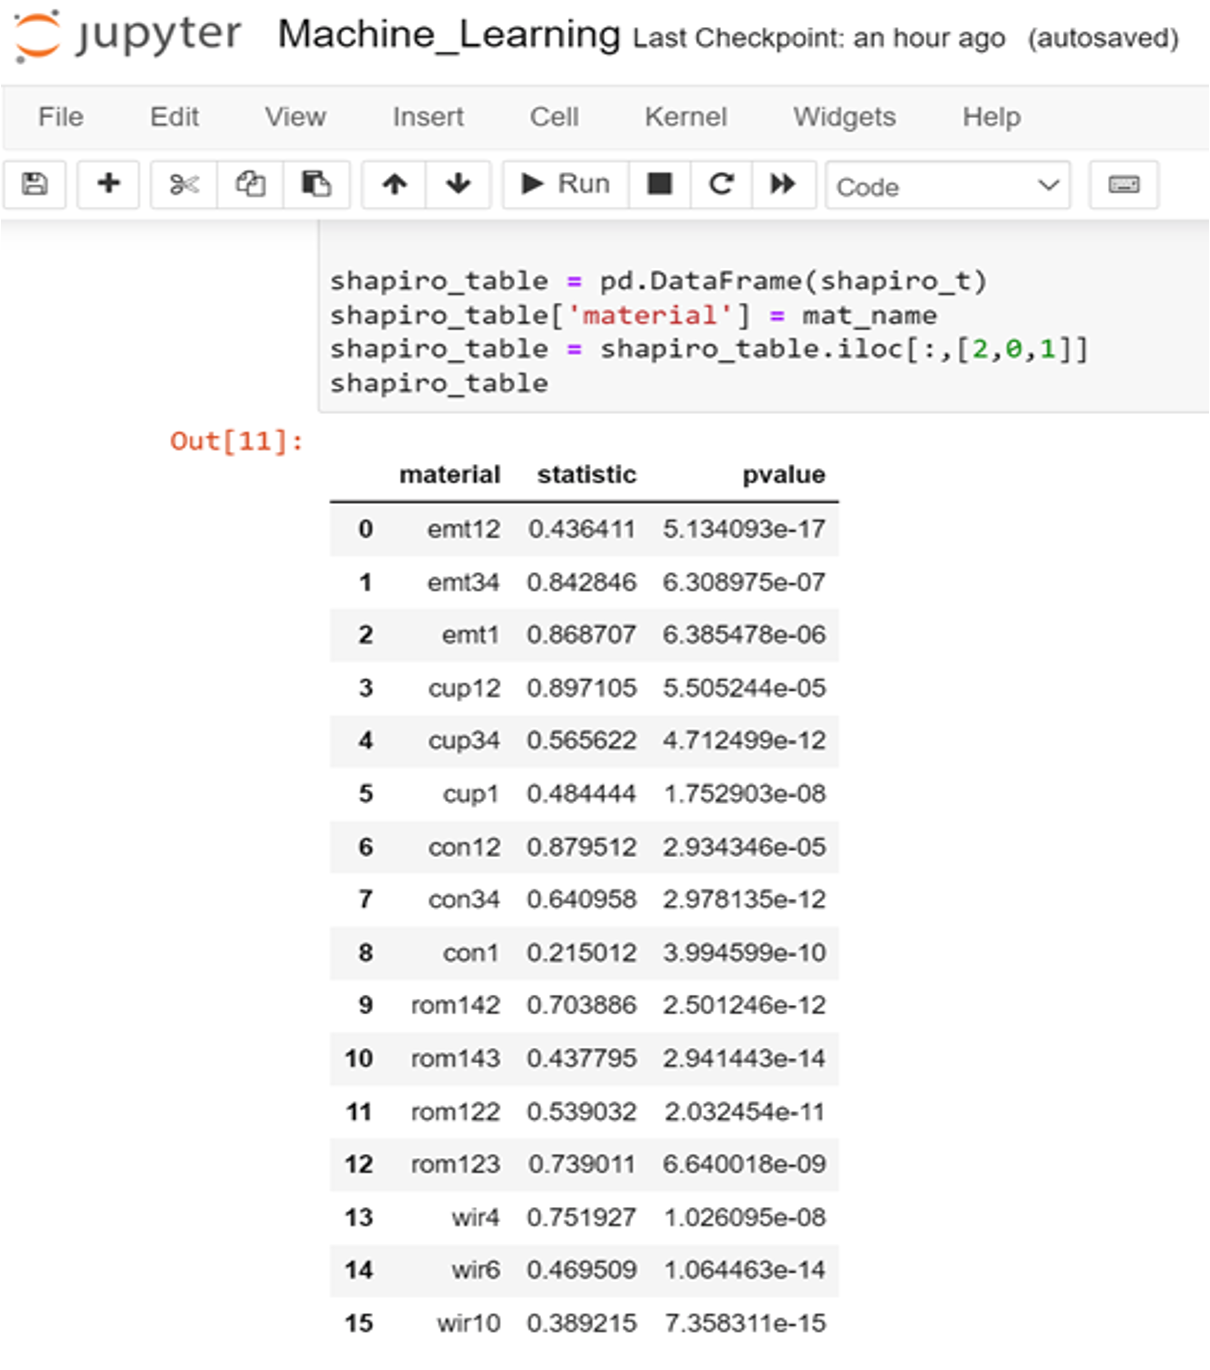 jupyter Machine_Learning Last Checkpoint: an hour ago (autosaved)
File Edit View Insert Cell Kernel Widgets Help
Run Code
shapiro_table = pd.DataFrame(shapiro_t)
shapiro_table['material'] = mat_name
shapiro_table = shapiro_table.iloc[:,[2,0,1]]
shapiro_table
Out[11]:
material statistic pvalue
0 emt12 0.436411 5.134093e-17
1 emt34 0.842846 6.308975e-07
2 emt1 0.868707 6.385478e-06
3 cup12 0.897105 5.505244e-05
4 cup34 0.565622 4.712499e-12
5 cup1 0.484444 1.752903e-08
6 con12 0.879512 2.934346e-05
7 con34 0.640958 2.978135e-12
8 con1 0.215012 3.994599e-10
9 rom142 0.703886 2.501246e-12
10 rom143 0.437795 2.941443e-14
11 rom122 0.539032 2.032454e-11
12 rom123 0.739011 6.640018e-09
13 wir4 0.751927 1.026095e-08
14 wir6 0.469509 1.064463e-14
15 wir10 0.389215 7.358311e-15